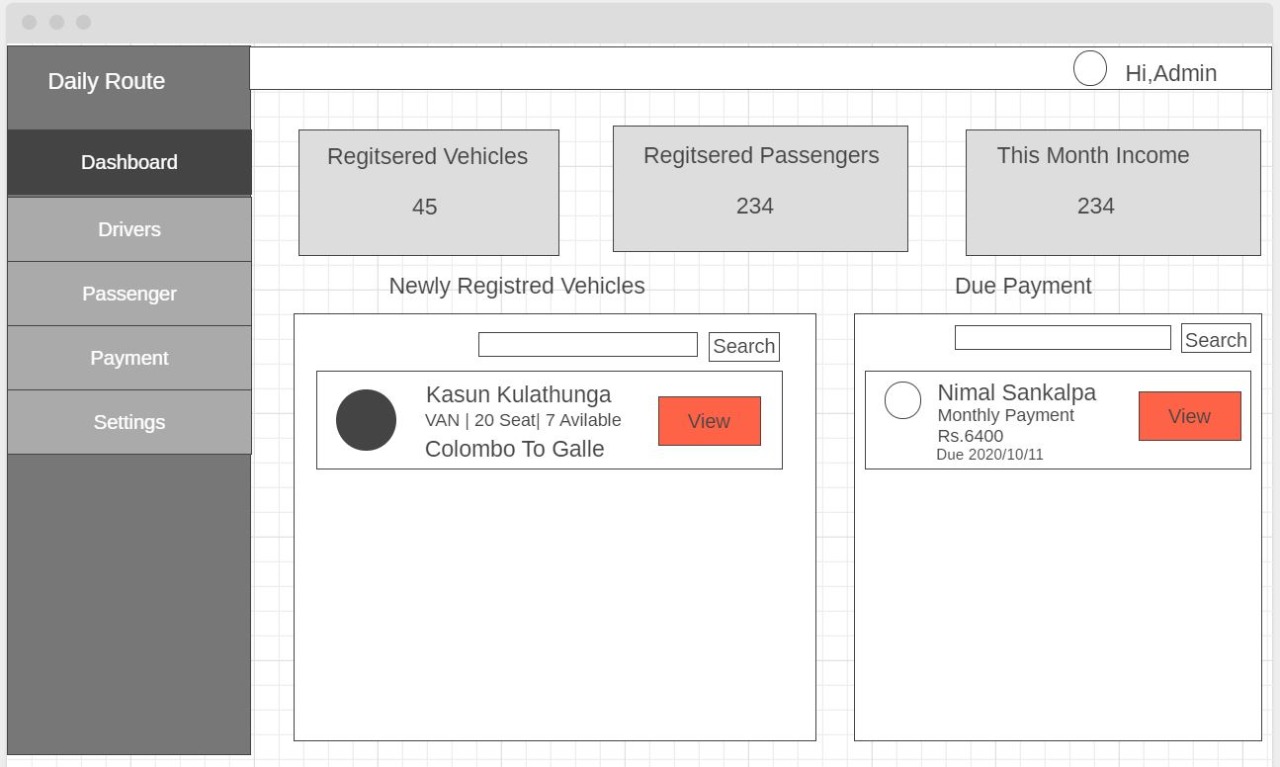 Daily Route
Hi,Admin
Dashboard
Drivers
Passenger
Payment
Settings
Regitsered Vehicles
45
Regitsered Passengers
234
This Month Income
234
Newly Registred Vehicles
Search
Kasun Kulathunga
VAN | 20 Seat| 7 Avilable
Colombo To Galle
View
Due Payment
Search
Nimal Sankalpa
Monthly Payment
Rs.6400
Due 2020/10/11
View